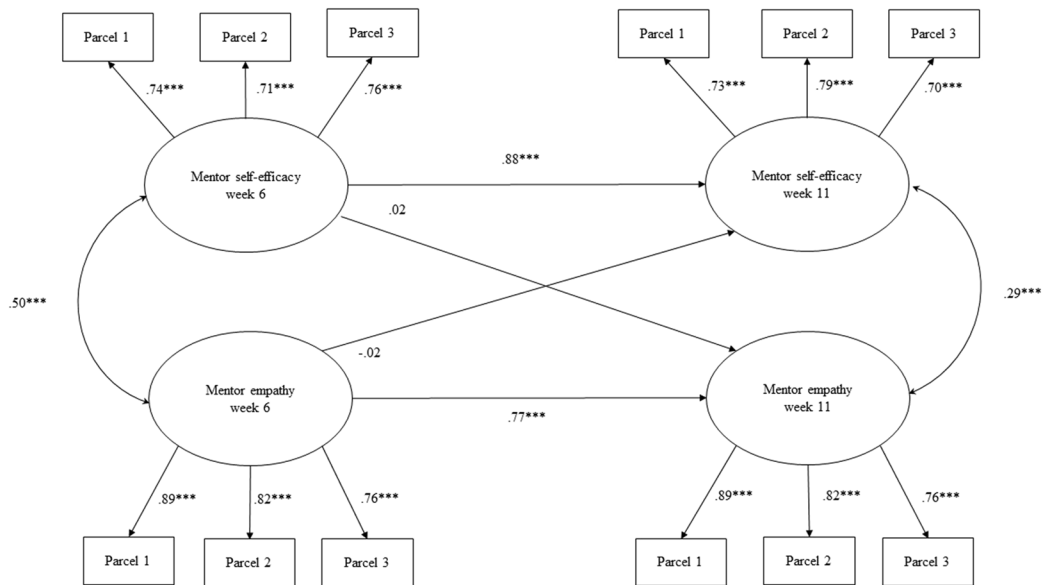 Parcel 1
Parcel 2
Parcel 3
Parcel 1
Parcel 2
Parcel 3
.74***
.71***
.76***
.73***
.79***
.70***
Mentor self-efficacy
week 6
.88***
Mentor self-efficacy
week 11
.02
.50***
.29***
-.02
Mentor empathy
week 6
.77***
Mentor empathy
week 11
.89***
.82***
.76***
.89***
.82***
.76***
Parcel 1
Parcel 2
Parcel 3
Parcel 1
Parcel 2
Parcel 3